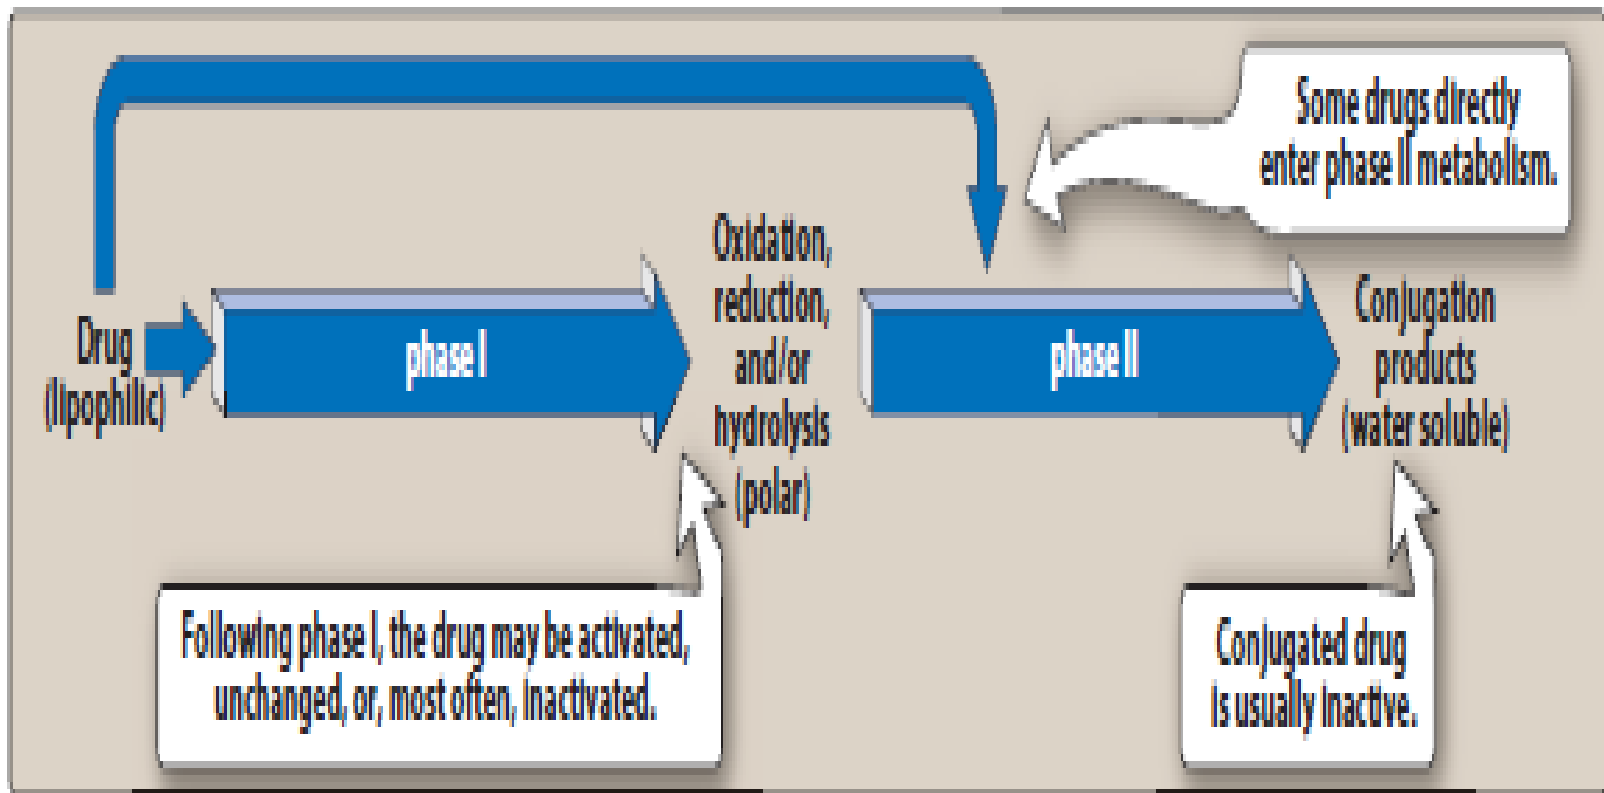 Some drugs directly
enter phase II metabolism.
Drug
(lipophilic)
phase I
Oxidation,
reduction,
and/or
hydrolysis
(polar)
phase II
Conjugation
products
(water soluble)
Following phase I, the drug may be activated,
unchanged, or, most often, inactivated.
Conjugated drug
is usually inactive.